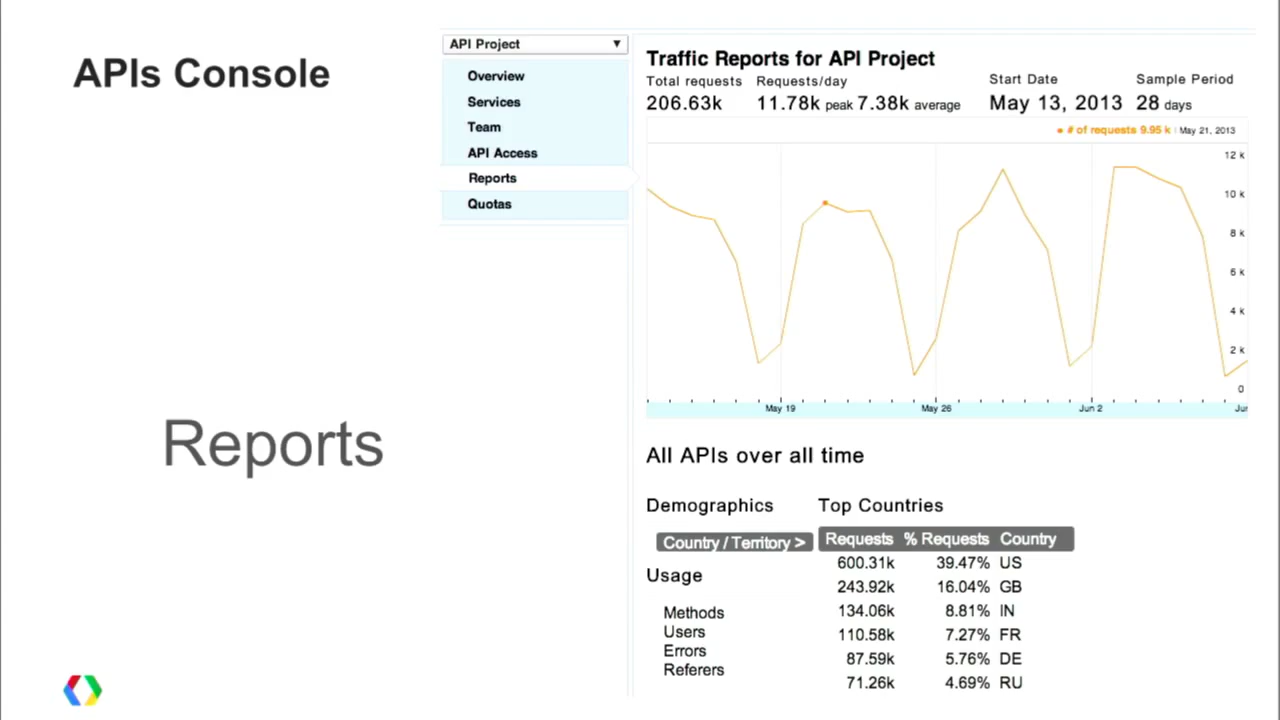 APIs Console
Reports
API Project ▼
Overview
Services
Team
API Access
Reports
Quotas
Traffic Reports for API Project
Total requests Requests/day Start Date Sample Period
206.63k 11.78k peak 7.38k average May 13, 2013 28 days
# of requests 9.95 k May 21, 2013
12 k
10 k
8 k
6 k
4 k
2 k
0
May 19 May 26 Jun 2 Jun
All APIs over all time
Demographics
Country / Territory >
Usage
Methods
Users
Errors
Referers
Top Countries
Requests % Requests Country
600.31k 39.47% US
243.92k 16.04% GB
134.06k 8.81% IN
110.58k 7.27% FR
87.59k 5.76% DE
71.26k 4.69% RU